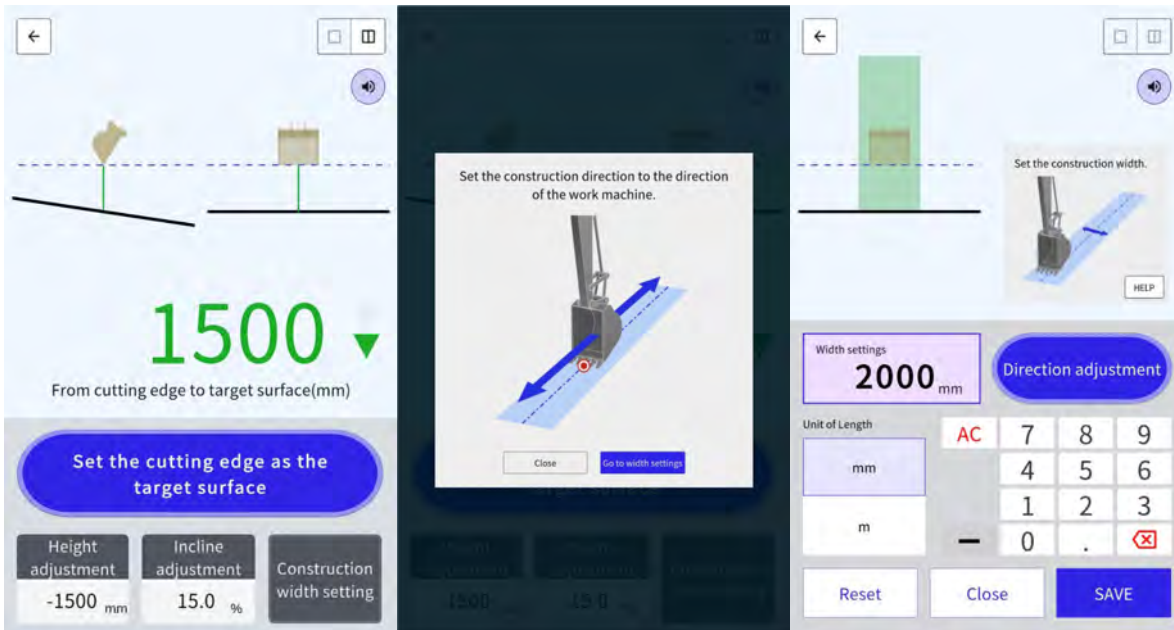 1500
From cutting edge to target surface(mm)
Set the cutting edge as the
target surface
Height
adjustment
-1500 mm
Incline
adjustment
15.0 %
Construction
width setting
Set the construction direction to the direction
of the work machine.
Close
Go to width settings
Set the construction width.
HELP
Width settings
2000 mm
Direction adjustment
Unit of Length
mm
m
AC 7 8 9
4 5 6
1 2 3
0 .
Reset
Close
SAVE